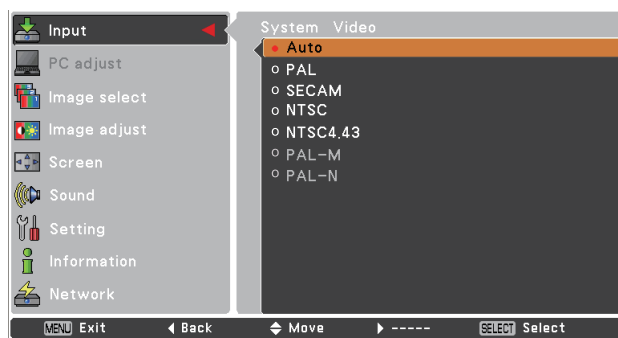 Input
PC adjust
Image select
Image adjust
Screen
Sound
Setting
Information
Network
System Video
Auto
PAL
SECAM
NTSC
NTSC4.43
PAL-M
PAL-N
MENU Exit Back Move ----- SELECT Select